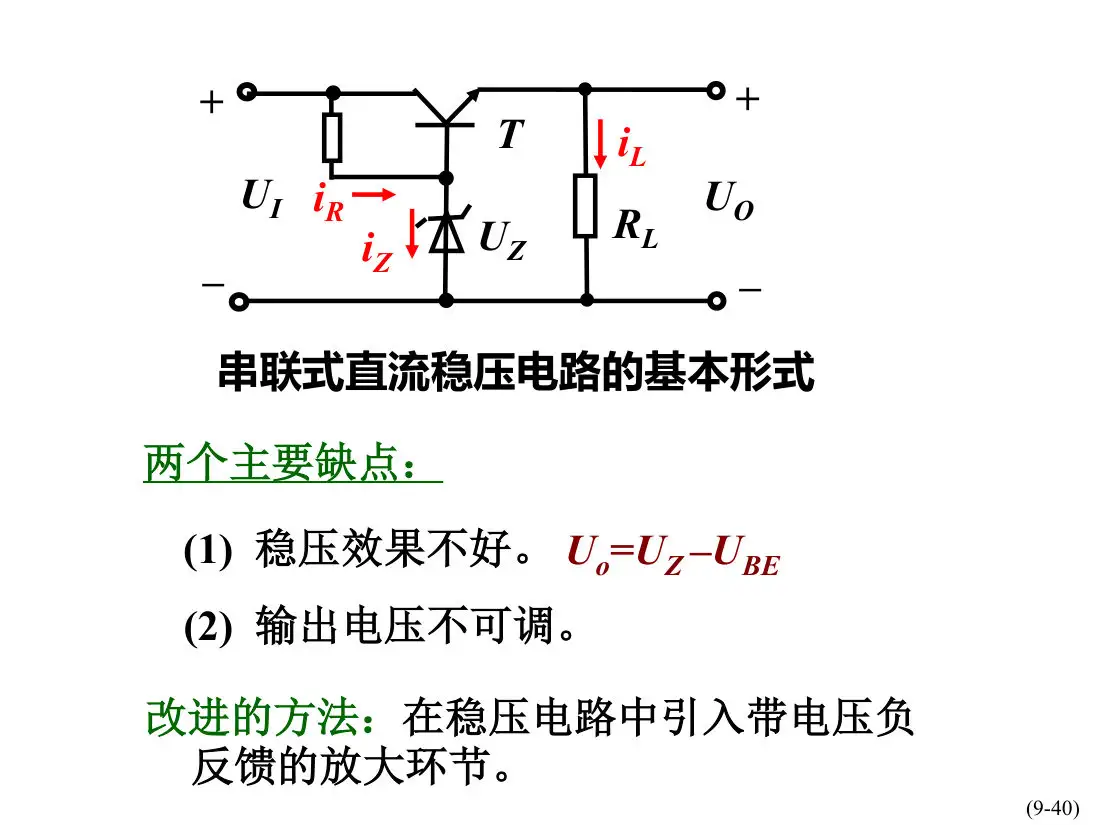 +
T
iL
+
UI
iR
iZ
UZ
RL
UO
−
−
串联式直流稳压电路的基本形式
两个主要缺点：
(1) 稳压效果不好。 Uo=UZ –UBE
(2) 输出电压不可调。
改进的方法：在稳压电路中引入带电压负
反馈的放大环节。
(9-40)